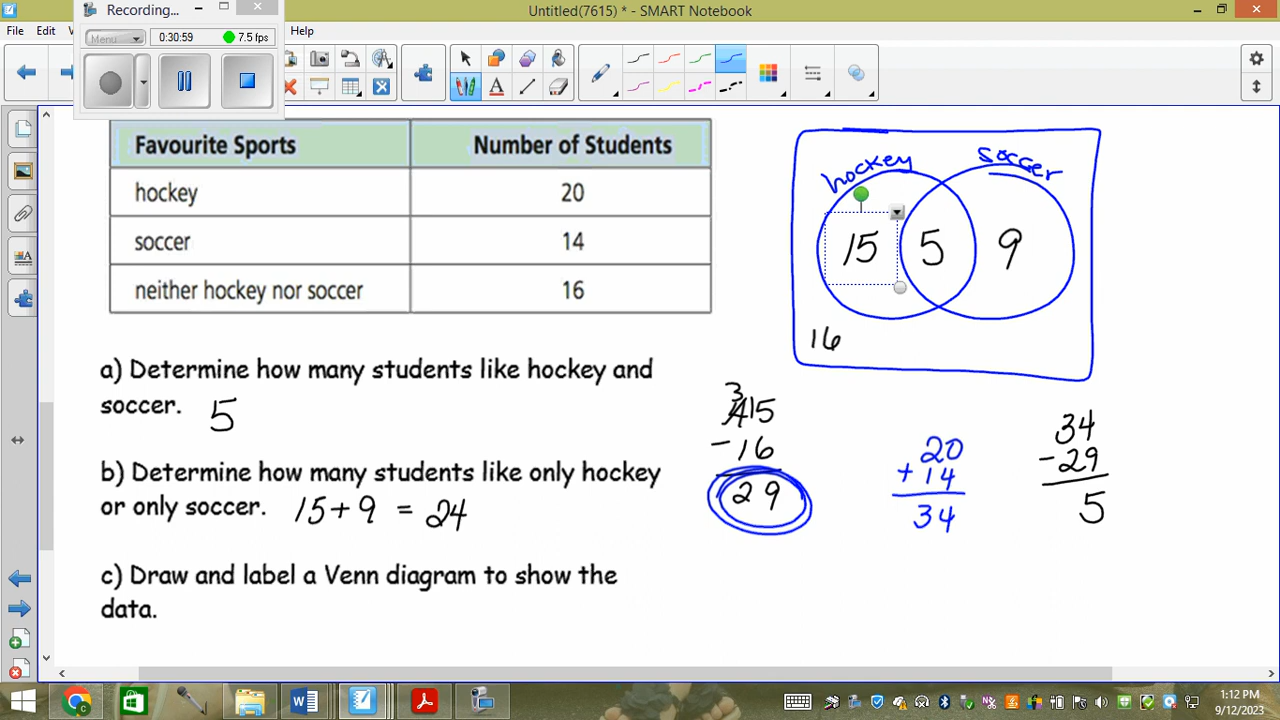 Recording...
Untitled(7615) * - SMART Notebook
File
Edit
Help
Menu
0:30:59
7.5 fps
Favourite Sports Number of Students
hockey 20
soccer 14
neither hockey nor soccer 16
hockey soccer
15 5 9
16
a) Determine how many students like hockey and
soccer. 5
b) Determine how many students like only hockey
or only soccer. 15 + 9 = 24
c) Draw and label a Venn diagram to show the
data.
3
415
- 16
29
20
+ 14
34
34
- 29
5
1:12 PM
9/12/2023